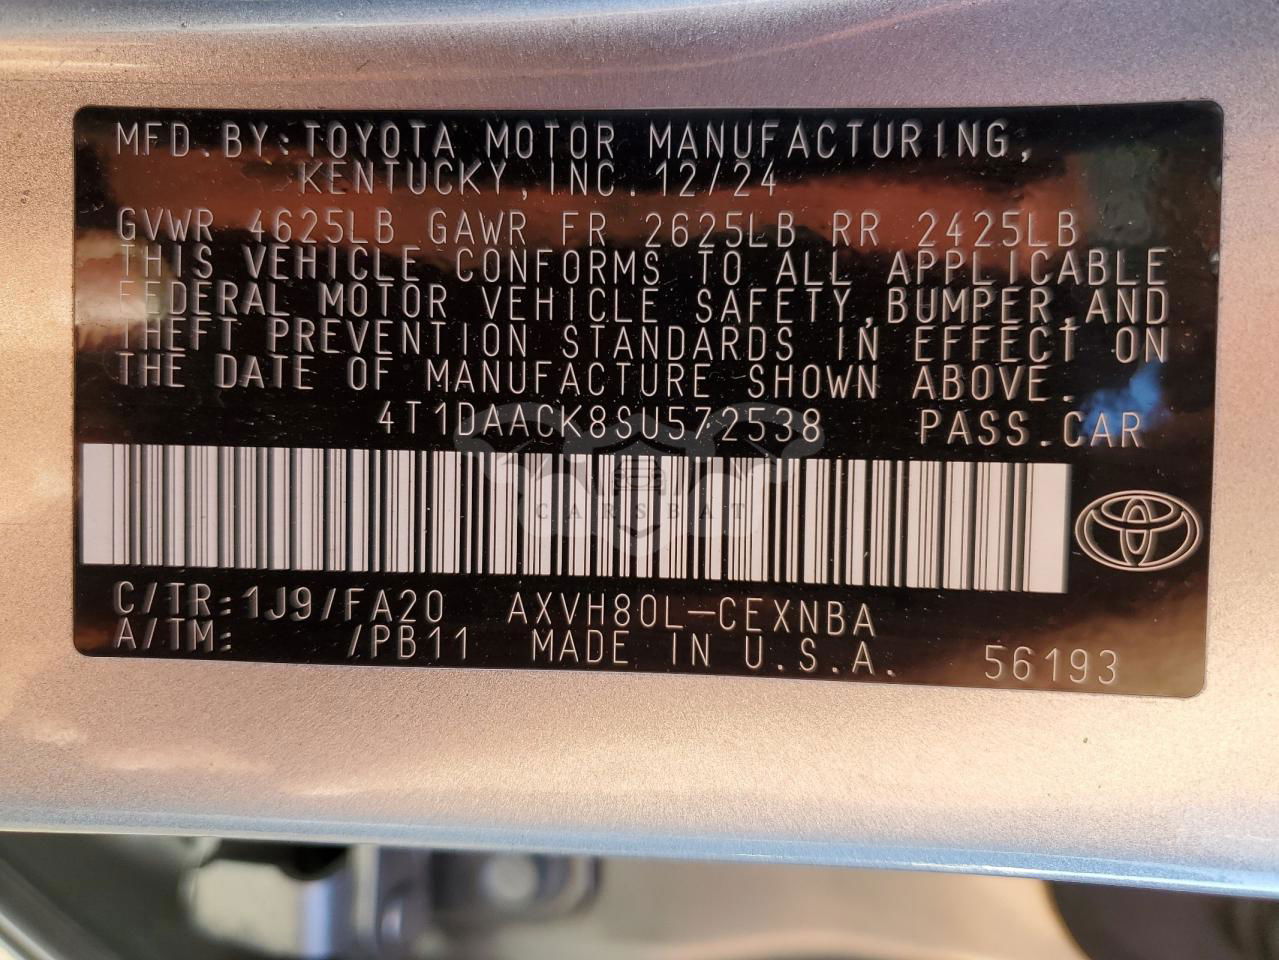 MFD.BY:TOYOTA MOTOR MANUFACTURING,
KENTUCKY,INC.12/24
GVWR 4625LB GAWR FR 2625LB RR 2425LB
THIS VEHICLE CONFORMS TO ALL APPLICABLE
FEDERAL MOTOR VEHICLE SAFETY,BUMPER,AND
THEFT PREVENTION STANDARDS IN EFFECT ON
THE DATE OF MANUFACTURE SHOWN ABOVE.
4T1DAACK8SU572538 PASS.CAR
CARSBAT
C/TR:1J9/FA20 AXVH80L-CEXNBA
A/TM: /PB11 MADE IN U.S.A. 56193